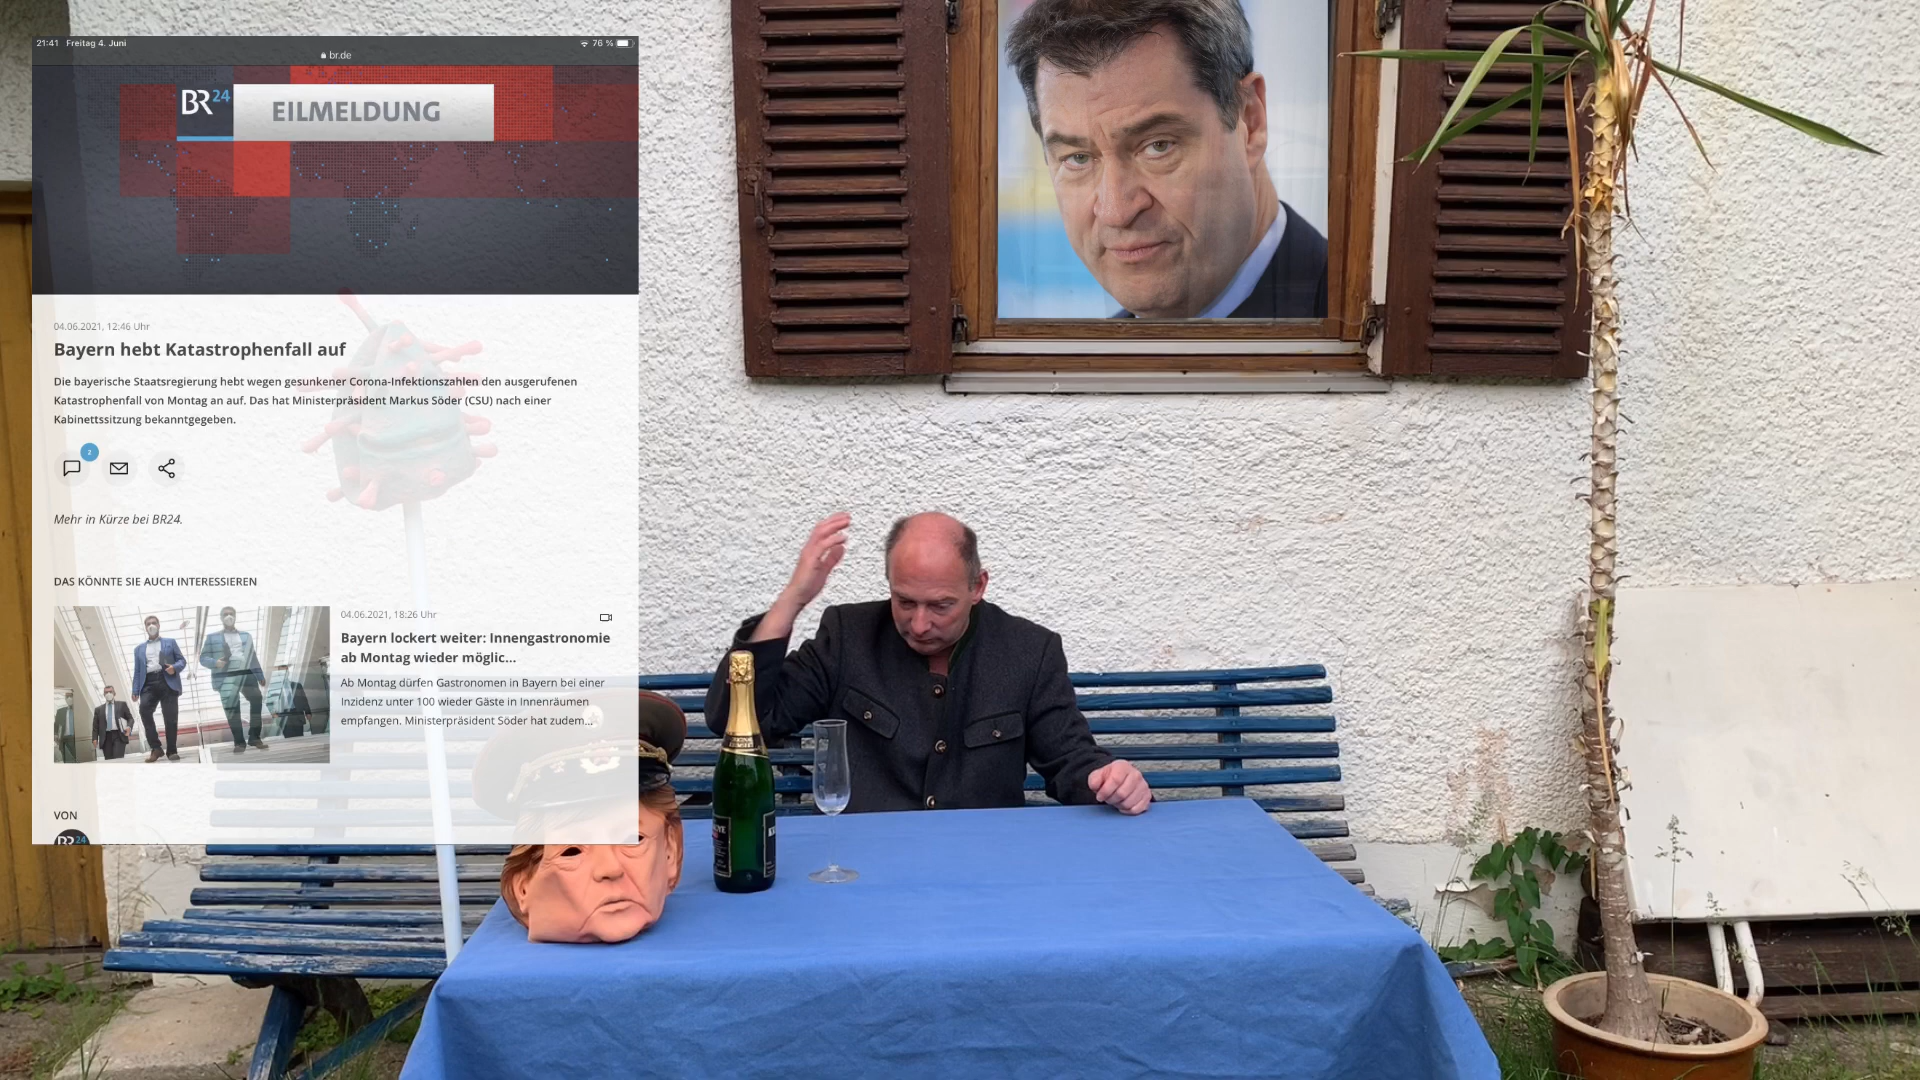 21:41 Freitag 4. Juni
76 %
br.de
BR24
EILMELDUNG
04.06.2021, 12:46 Uhr
Bayern hebt Katastrophenfall auf
Die bayerische Staatsregierung hebt wegen gesunkener Corona-Infektionszahlen den ausgerufenen
Katastrophenfall von Montag an auf. Das hat Ministerpräsident Markus Söder (CSU) nach einer
Kabinettssitzung bekanntgegeben.
2
Mehr in Kürze bei BR24.
DAS KÖNNTE SIE AUCH INTERESSIEREN
04.06.2021, 18:26 Uhr
Bayern lockert weiter: Innengastronomie
ab Montag wieder möglic...
Ab Montag dürfen Gastronomen in Bayern bei einer
Inzidenz unter 100 wieder Gäste in Innenräumen
empfangen. Ministerpräsident Söder hat zudem...
VON
BR24